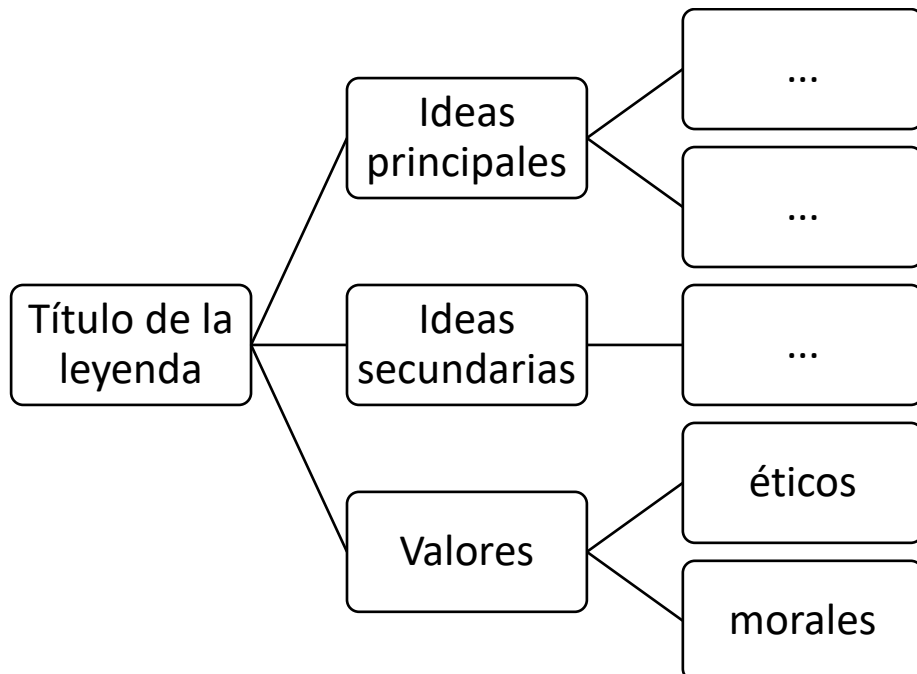 Título de la
leyenda
Ideas
principales
...
...
Ideas
secundarias
...
Valores
éticos
morales